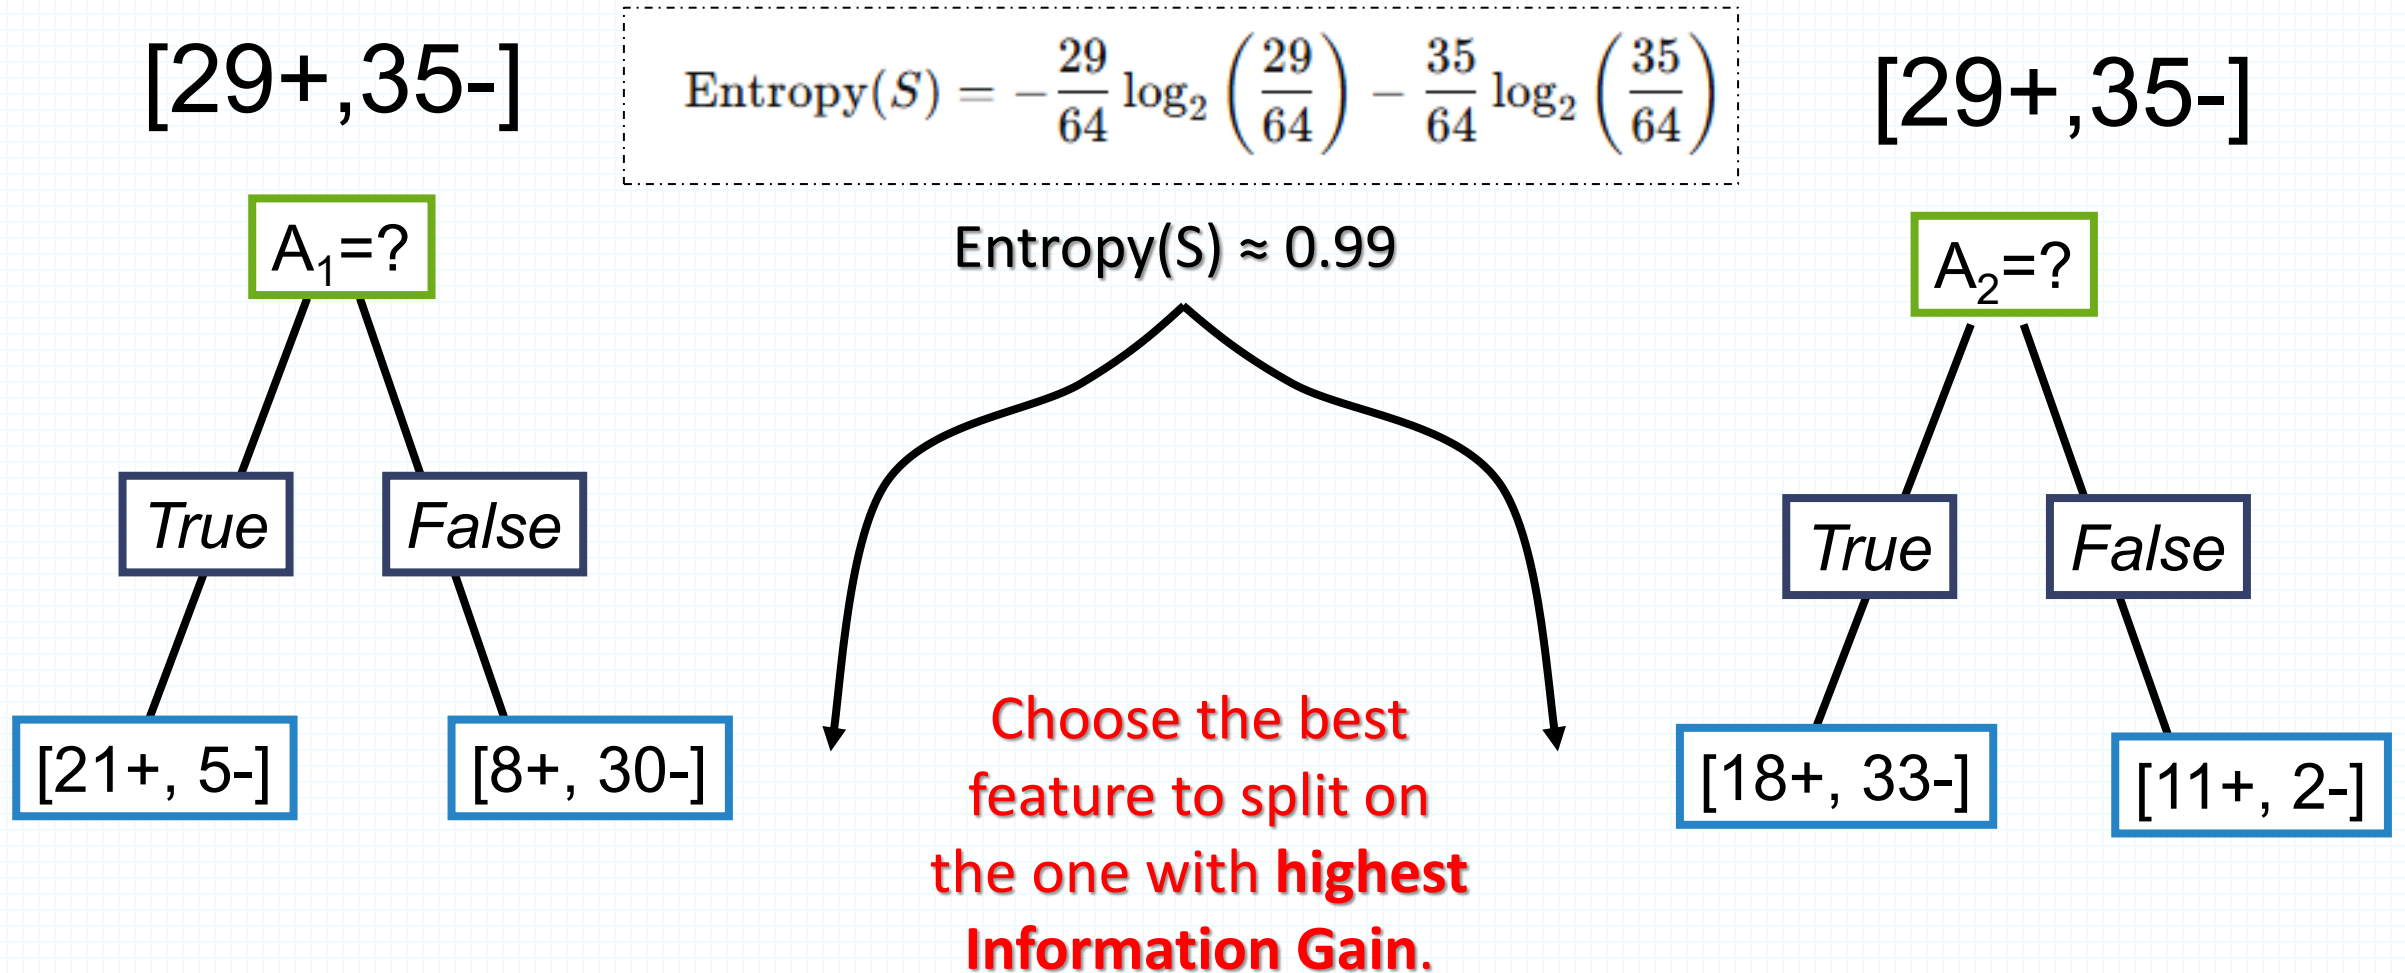 [29+,35-]
Entropy(S) = −29/64 log₂(29/64) − 35/64 log₂(35/64)
[29+,35-]
A₁=?
Entropy(S) ≈ 0.99
A₂=?
True
False
True
False
[21+, 5-]
[8+, 30-]
Choose the best
feature to split on
the one with highest
Information Gain.
[18+, 33-]
[11+, 2-]